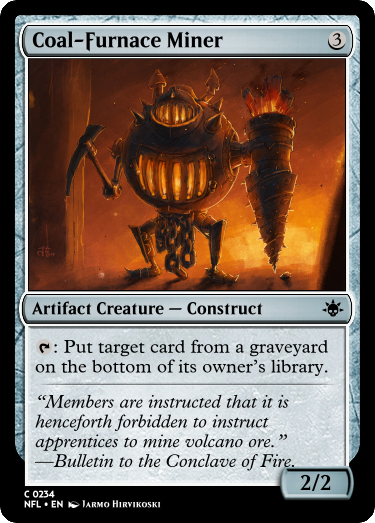 Coal-Furnace Miner 3
Artifact Creature — Construct
: Put target card from a graveyard
on the bottom of its owner's library.
“Members are instructed that it is
henceforth forbidden to instruct
apprentices to mine volcano ore.”
—Bulletin to the Conclave of Fire.
2/2
C 0234
NFL • EN Jarmo Hirvikoski